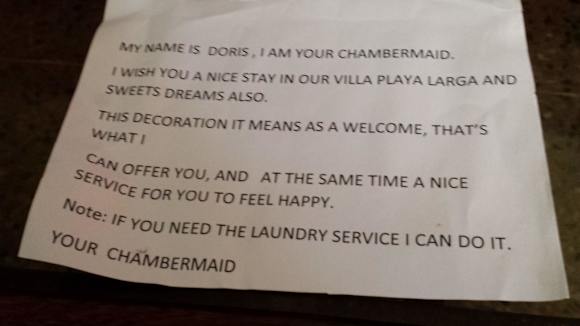 MY NAME IS DORIS, I AM YOUR CHAMBERMAID.
I WISH YOU A NICE STAY IN OUR VILLA PLAYA LARGA AND
SWEETS DREAMS ALSO.
THIS DECORATION IT MEANS AS A WELCOME, THAT'S
WHAT I
CAN OFFER YOU, AND AT THE SAME TIME A NICE
SERVICE FOR YOU TO FEEL HAPPY.
Note: IF YOU NEED THE LAUNDRY SERVICE I CAN DO IT.
YOUR CHAMBERMAID